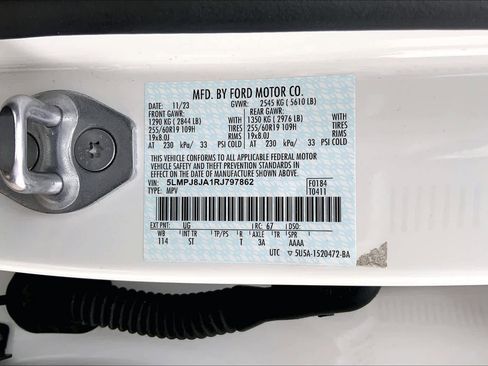 MFD. BY FORD MOTOR CO.
DATE: 11/23 GVWR: 2545 KG ( 5610 LB)
FRONT GAWR: REAR GAWR:
1290 KG ( 2844 LB) 1350 KG ( 2976 LB)
255/60R19 109H WITH TIRES 255/60R19 109H WITH TIRES
19x8.0J RIMS 19x8.0J RIMS
AT 230 kPa/ 33 PSI COLD AT 230 kPa/ 33 PSI COLD
THIS VEHICLE CONFORMS TO ALL APPLICABLE FEDERAL MOTOR
VEHICLE SAFETY AND THEFT PREVENTION STANDARDS IN
EFFECT ON THE DATE OF MANUFACTURE SHOWN ABOVE.
VIN: 5LMPJ8JA1RJ797862 F0184
TYPE: MPV T0411
EXT PNT: UG RC: 67 DSO:
WB INT TR TP/PS R AXLE TR SPR
114 ST T 3A AAAA
UTC ▽ 5U5A-1520472-BA